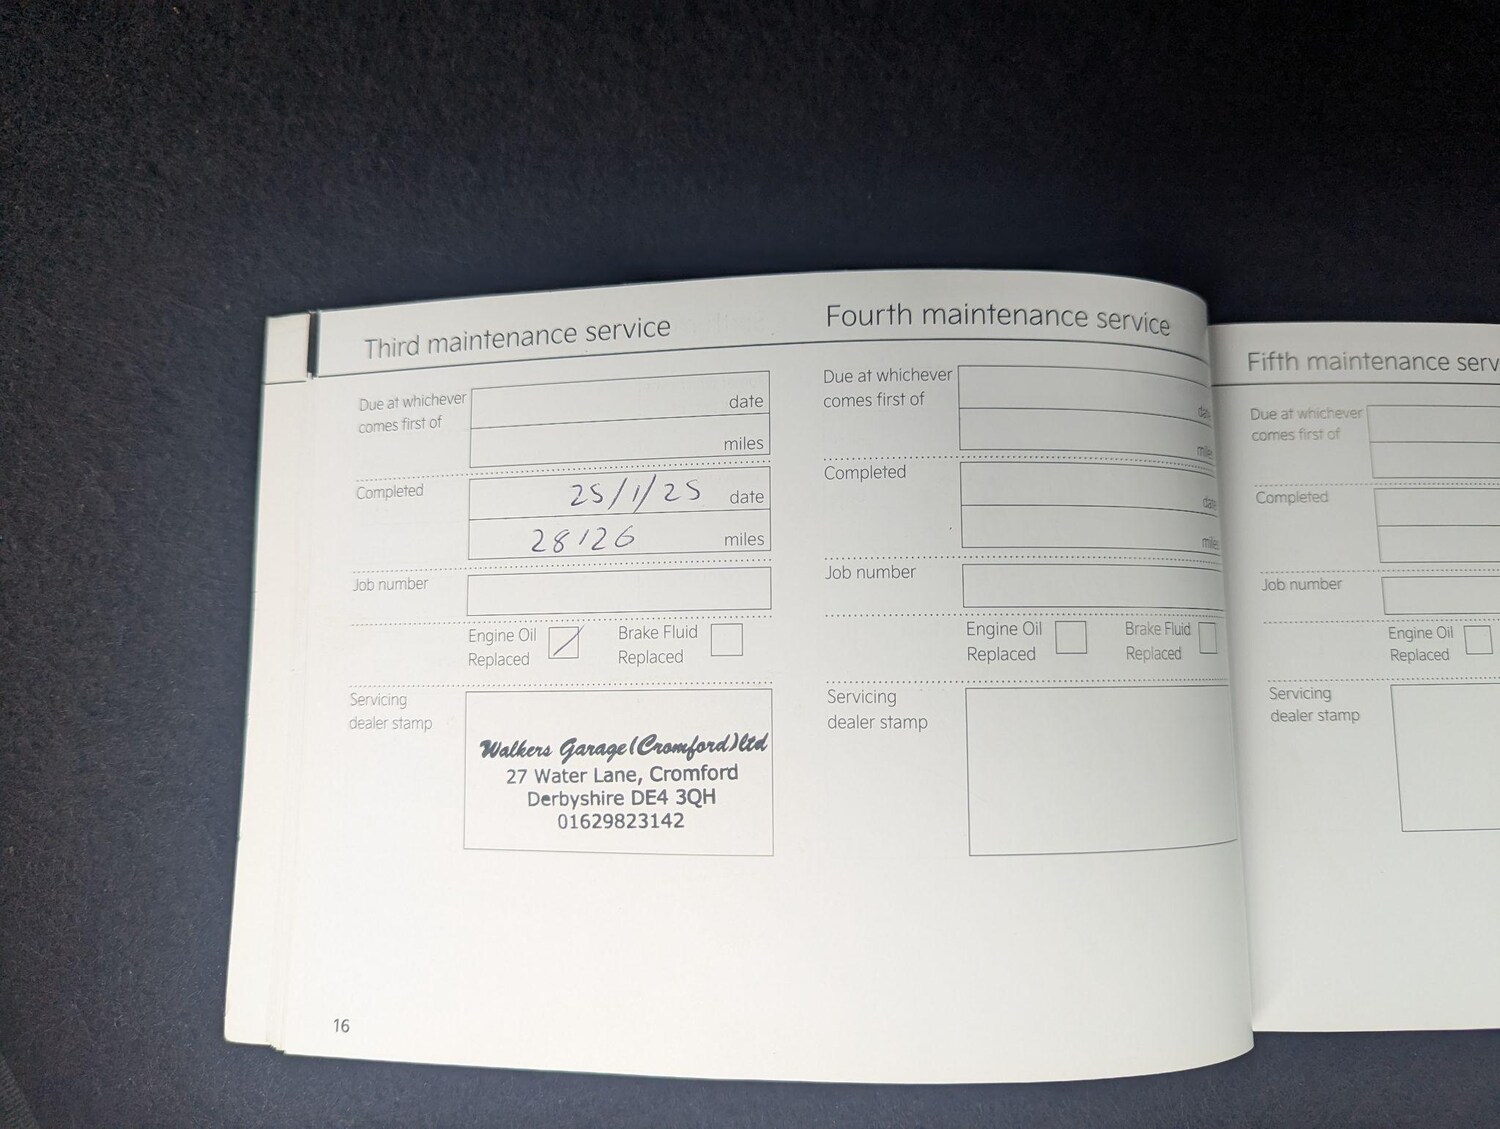 Third maintenance service
Due at whichever
comes first of
date
miles
Completed
25/1/25 date
28126 miles
Job number
Engine Oil
Replaced
Brake Fluid
Replaced
Servicing
dealer stamp
Walkers Garage (Cromford) ltd
27 Water Lane, Cromford
Derbyshire DE4 3QH
01629823142
16
Fourth maintenance service
Due at whichever
comes first of
date
miles
Completed
date
miles
Job number
Engine Oil
Replaced
Brake Fluid
Replaced
Servicing
dealer stamp
Fifth maintenance serv
Due at whichever
comes first of
Completed
Job number
Engine Oil
Replaced
Servicing
dealer stamp